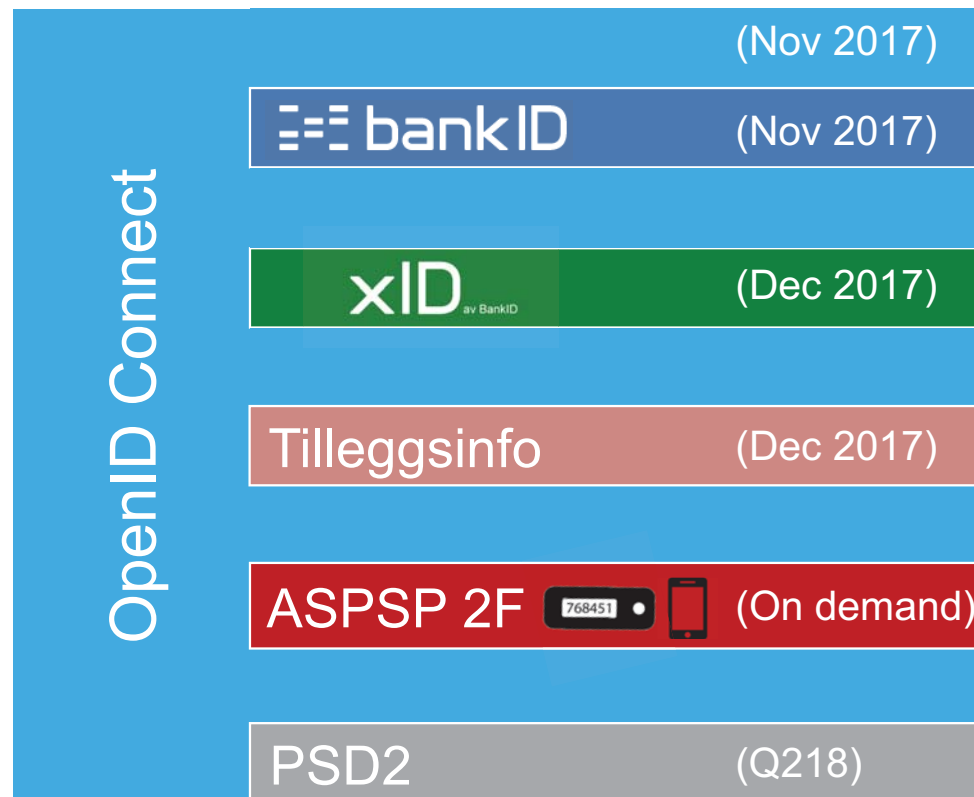 OpenID Connect
(Nov 2017)
bankID (Nov 2017)
xID av BankID (Dec 2017)
Tilleggsinfo (Dec 2017)
ASPSP 2F 768451 (On demand)
PSD2 (Q218)